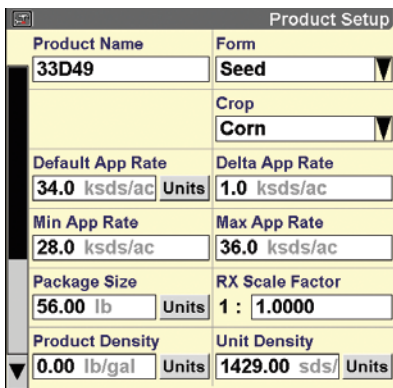 Product Setup
Product Name Form
33D49 Seed
Crop
Corn
Default App Rate Delta App Rate
34.0 ksds/ac Units 1.0 ksds/ac
Min App Rate Max App Rate
28.0 ksds/ac 36.0 ksds/ac
Package Size RX Scale Factor
56.00 lb Units 1 : 1.0000
Product Density Unit Density
0.00 lb/gal Units 1429.00 sds/ Units